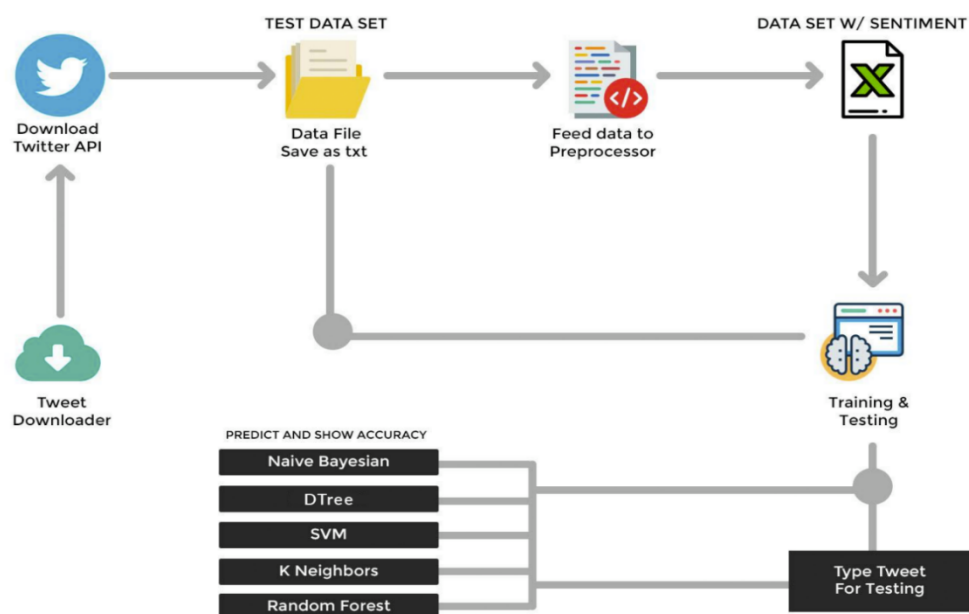 TEST DATA SET
DATA SET W/ SENTIMENT
Download
Twitter API
Data File
Save as txt
Feed data to
Preprocessor
</>
X
Tweet
Downloader
Training &
Testing
PREDICT AND SHOW ACCURACY
Naive Bayesian
DTree
SVM
K Neighbors
Random Forest
Type Tweet
For Testing